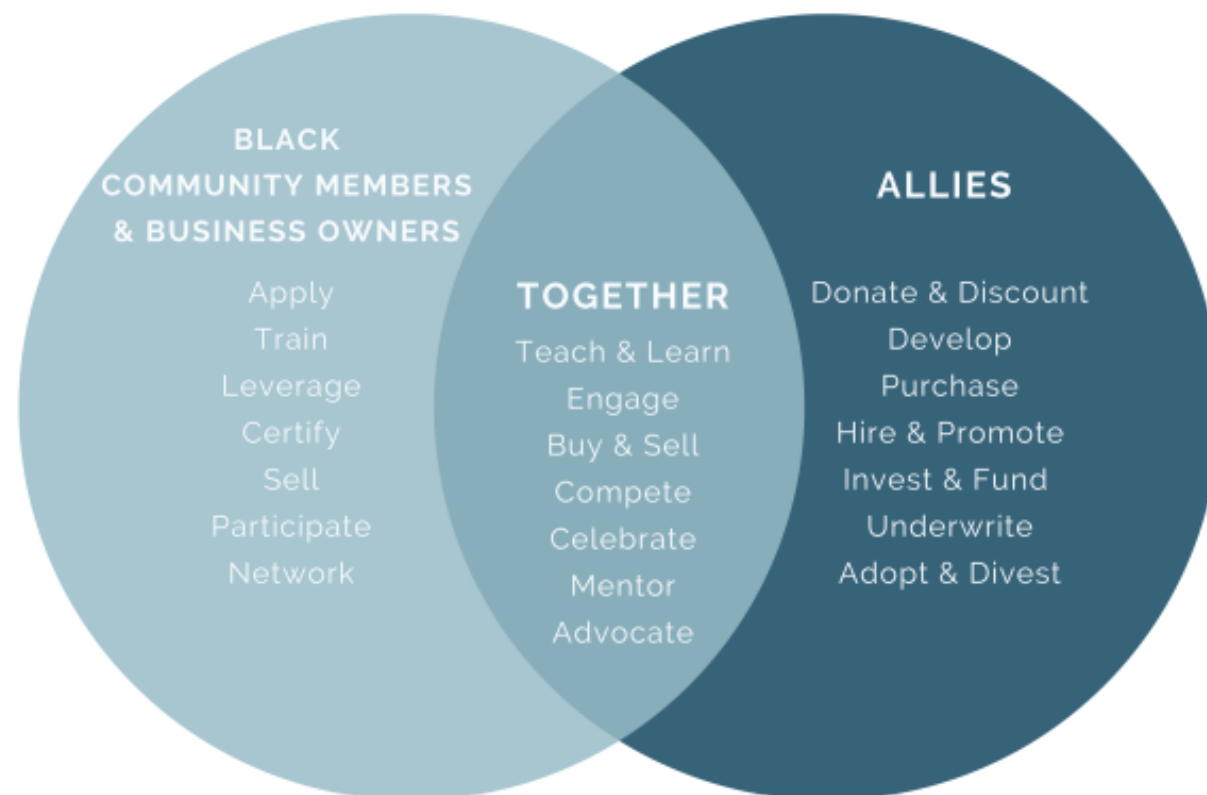 BLACK
COMMUNITY MEMBERS
& BUSINESS OWNERS
Apply
Train
Leverage
Certify
Sell
Participate
Network
TOGETHER
Teach & Learn
Engage
Buy & Sell
Compete
Celebrate
Mentor
Advocate
ALLIES
Donate & Discount
Develop
Purchase
Hire & Promote
Invest & Fund
Underwrite
Adopt & Divest